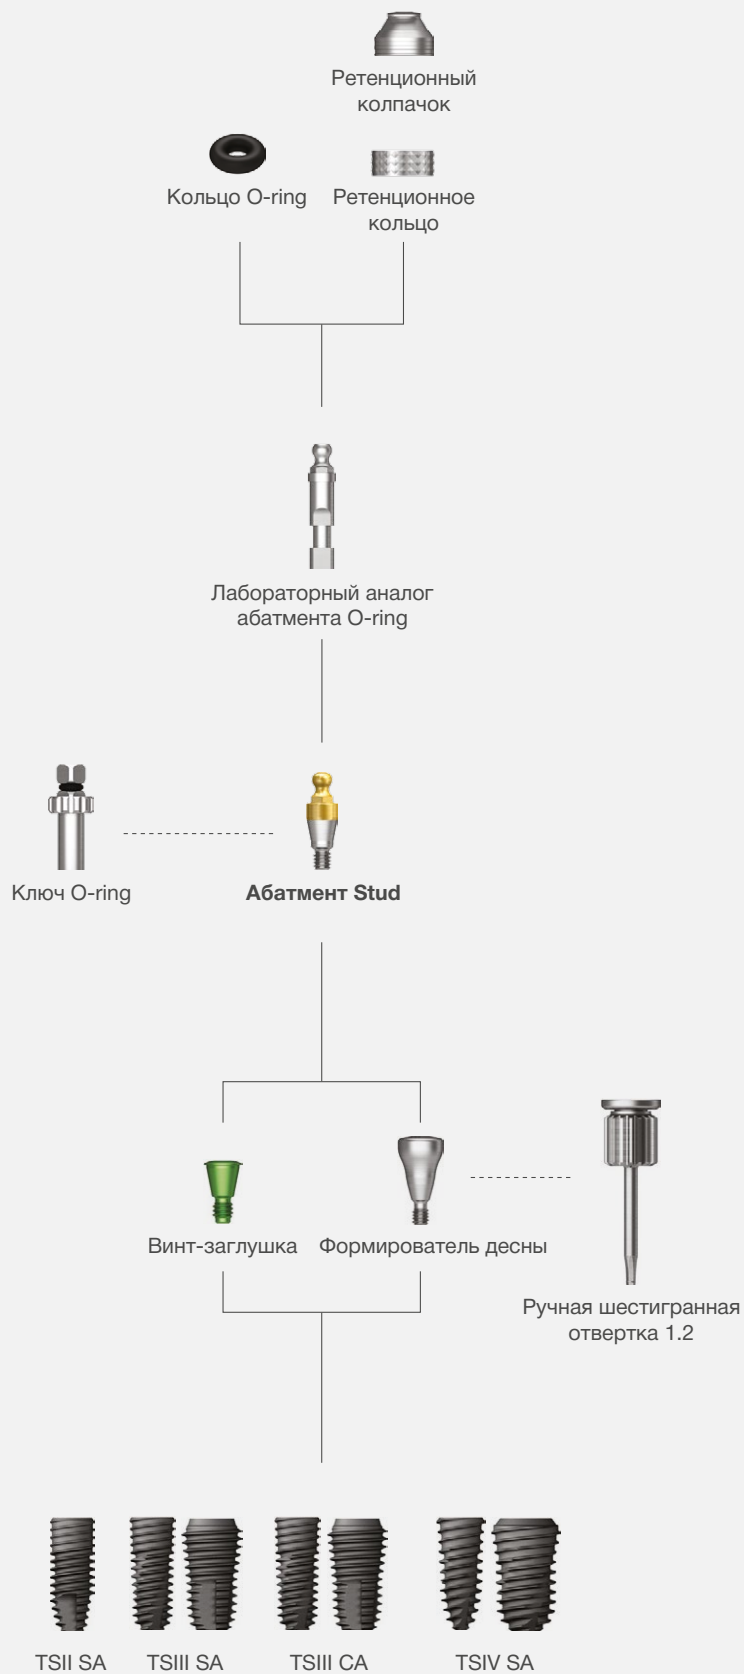 Ретенционный
колпачок
Кольцо O-ring
Ретенционное
кольцо
Лабораторный аналог
абатмента O-ring
Ключ O-ring
Абатмент Stud
Винт-заглушка
Формирователь десны
Ручная шестигранная
отвертка 1.2
TSII SA
TSIII SA
TSIII CA
TSIV SA